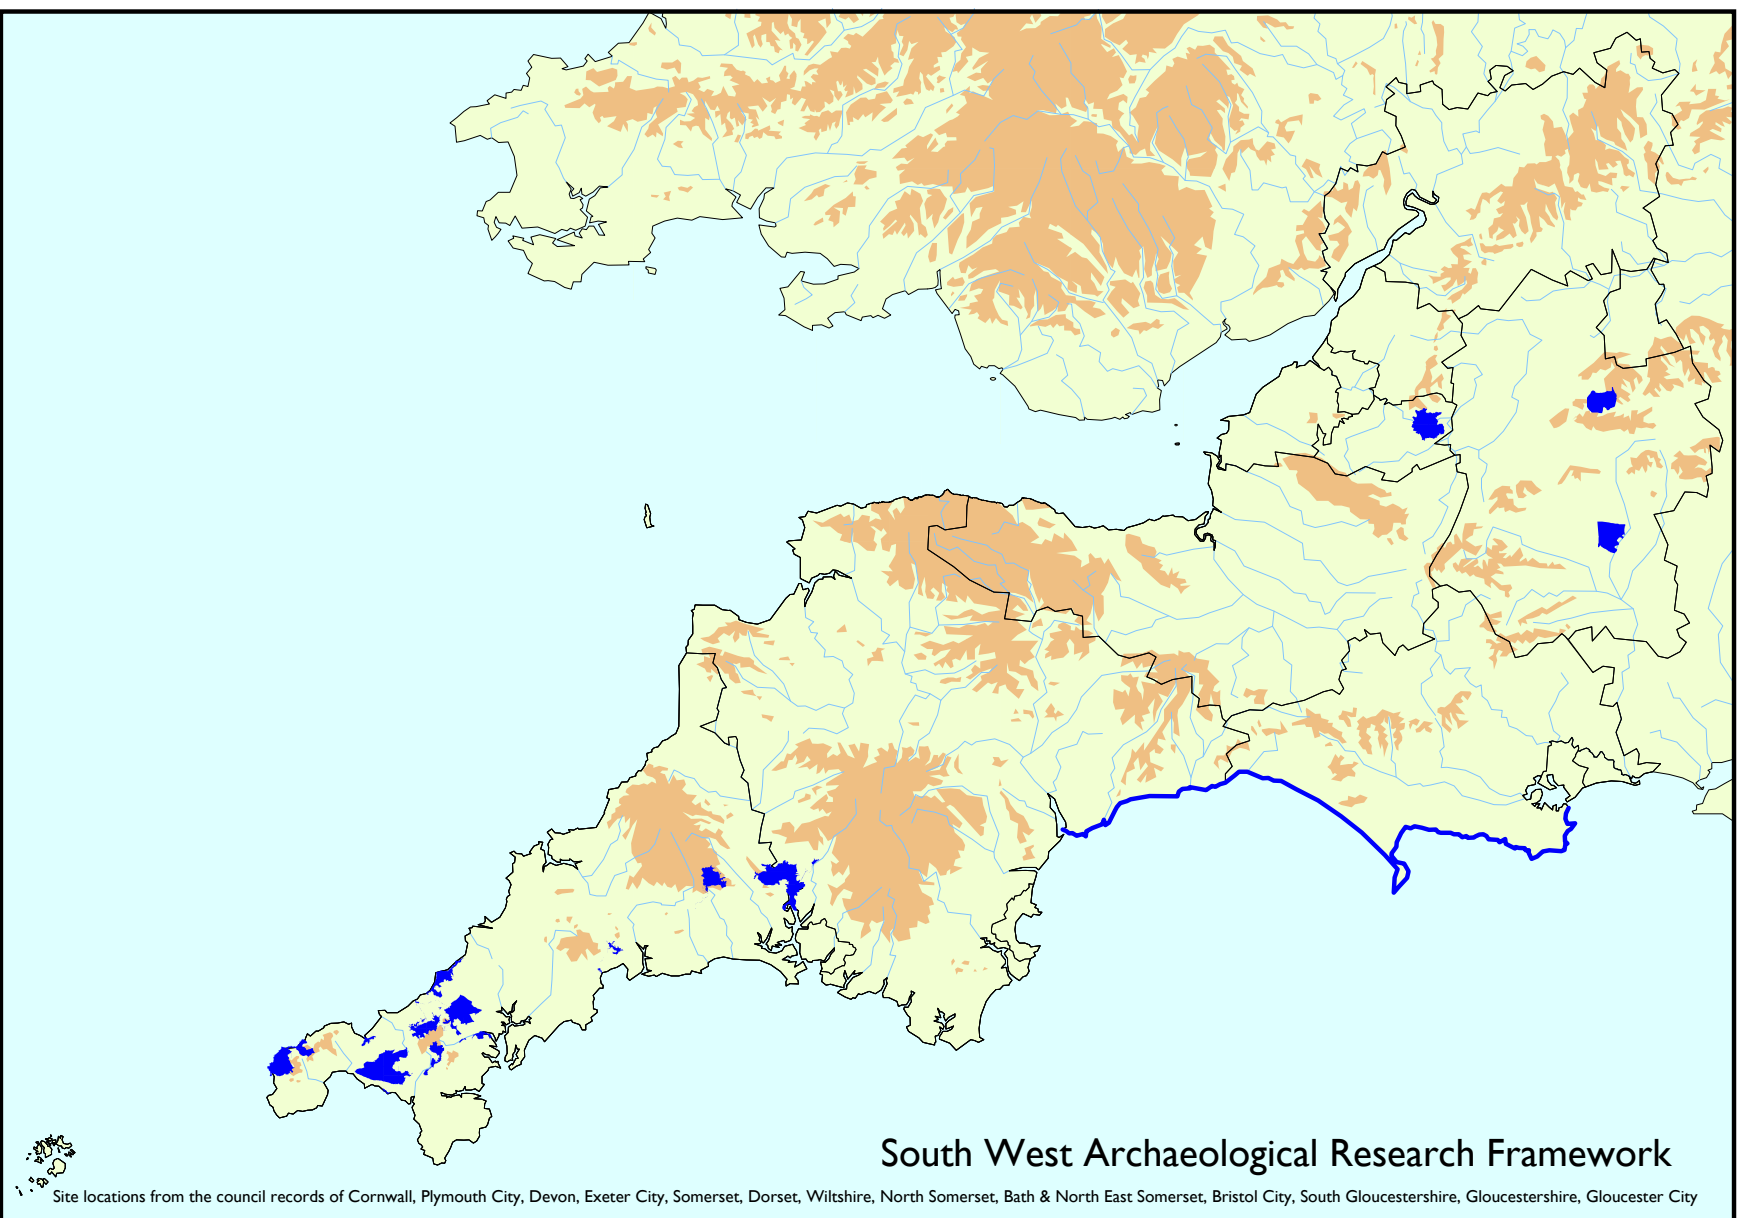 South West Archaeological Research Framework
Site locations from the council records of Cornwall, Plymouth City, Devon, Exeter City, Somerset, Dorset, Wiltshire, North Somerset, Bath & North East Somerset, Bristol City, South Gloucestershire, Gloucestershire, Gloucester City